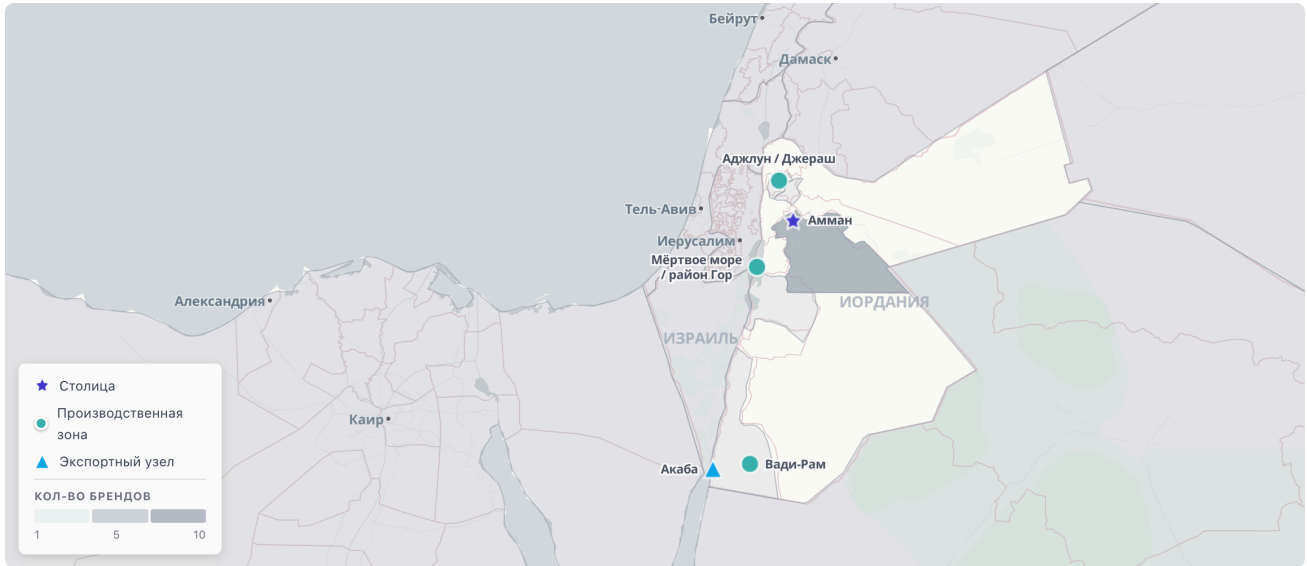 Бейрут
Дамаск
Аджлун / Джераш
Тель-Авив
Амман
Иерусалим
Мёртвое море
/ район Гор
Александрия
ИОРДАНИЯ
ИЗРАИЛЬ
Столица
Производственная
зона
Экспортный узел
КОЛ-ВО БРЕНДОВ
1 5 10
Каир
Акаба
Вади-Рам